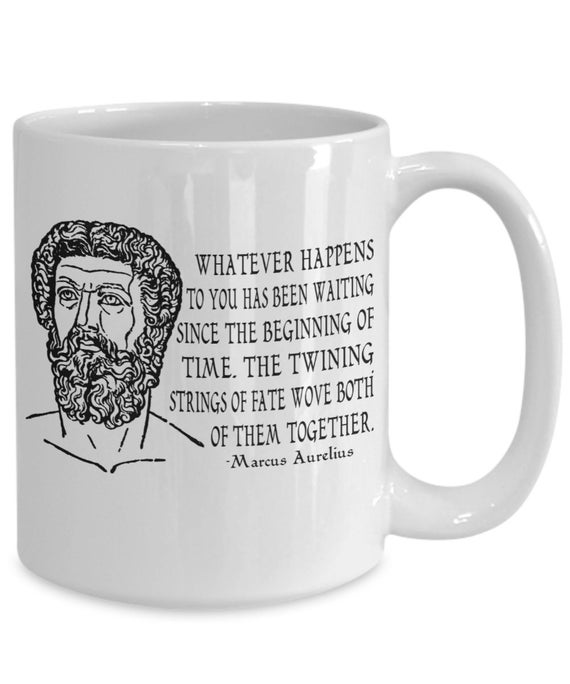 WHATEVER HAPPENS
TO YOU HAS BEEN WAITING
SINCE THE BEGINNING OF
TIME. THE TWINING
STRINGS OF FATE WOVE BOTH
OF THEM TOGETHER.
-Marcus Aurelius